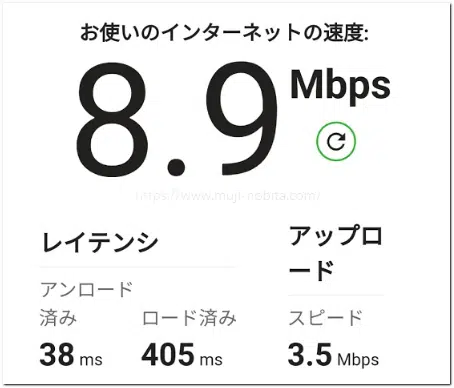 お使いのインターネットの速度:
8.9 Mbps
https://www.muji-nobita.com/
レイテンシ
アンロード
済み
ロード済み
38 ms
405 ms
アップロ
ード
スピード
3.5 Mbps